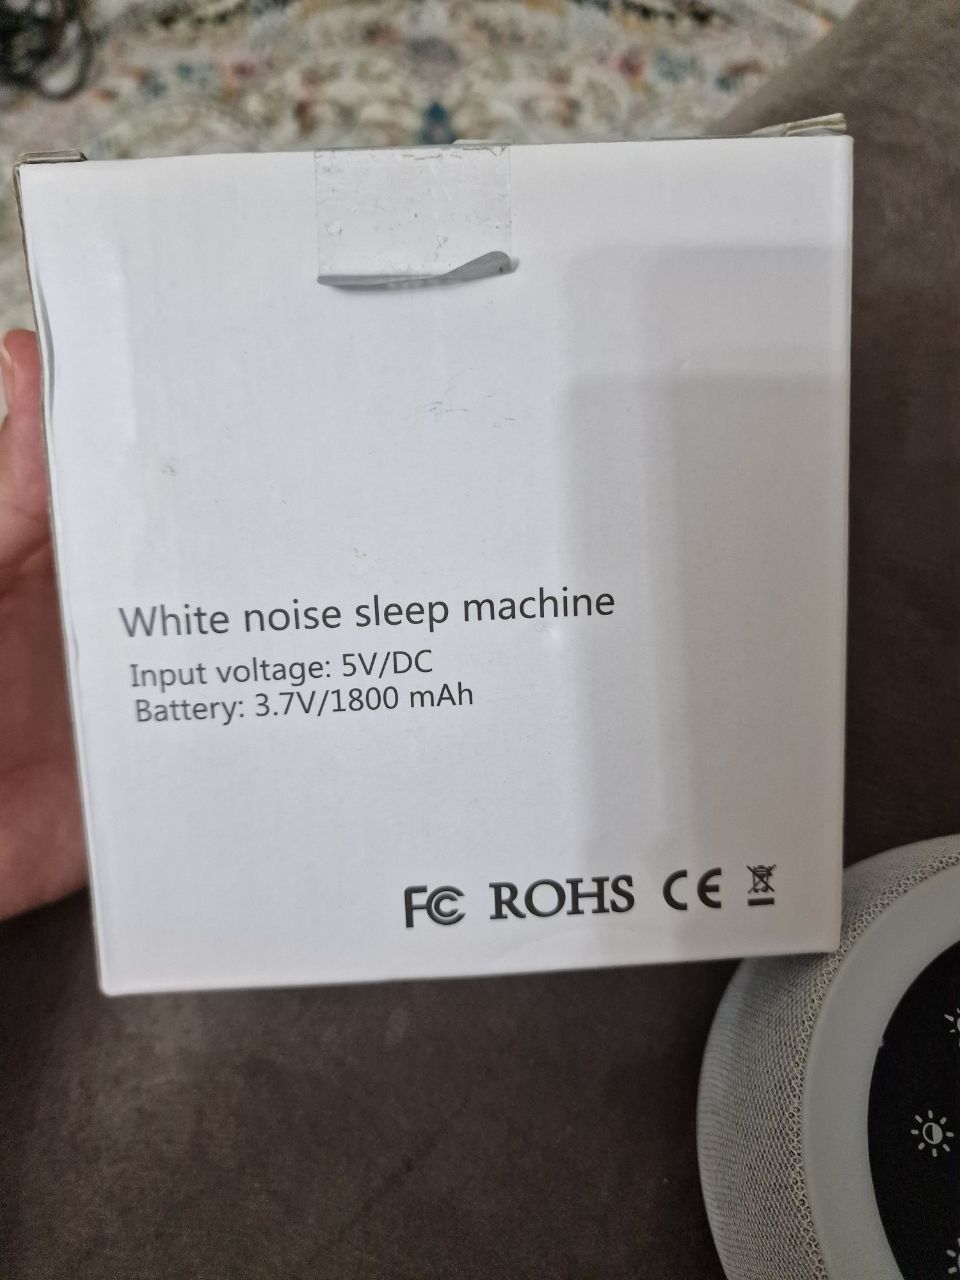 White noise sleep machine
Input voltage: 5V/DC
Battery: 3.7V/1800 mAh
FC ROHS CE